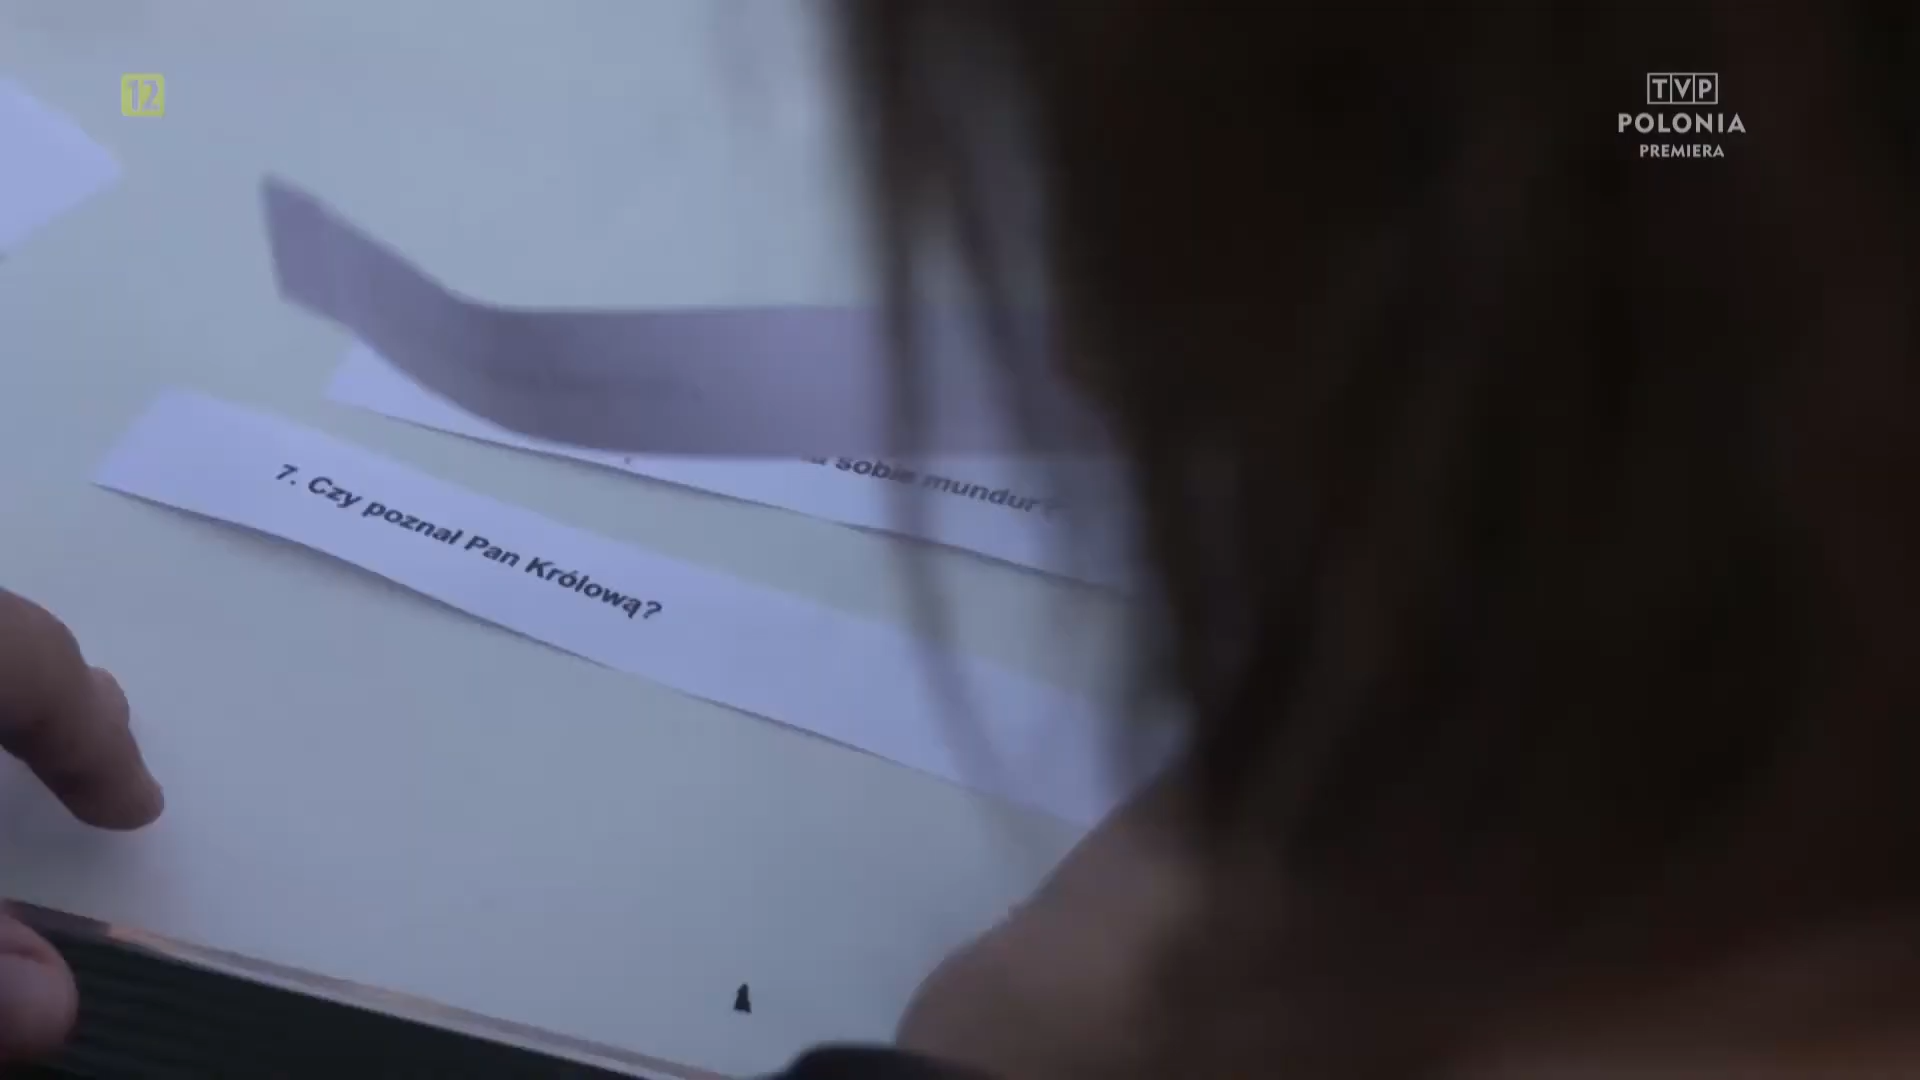 12
TVP
POLONIA
PREMIERA
sobie mundur?
7. Czy poznał Pan Królową?